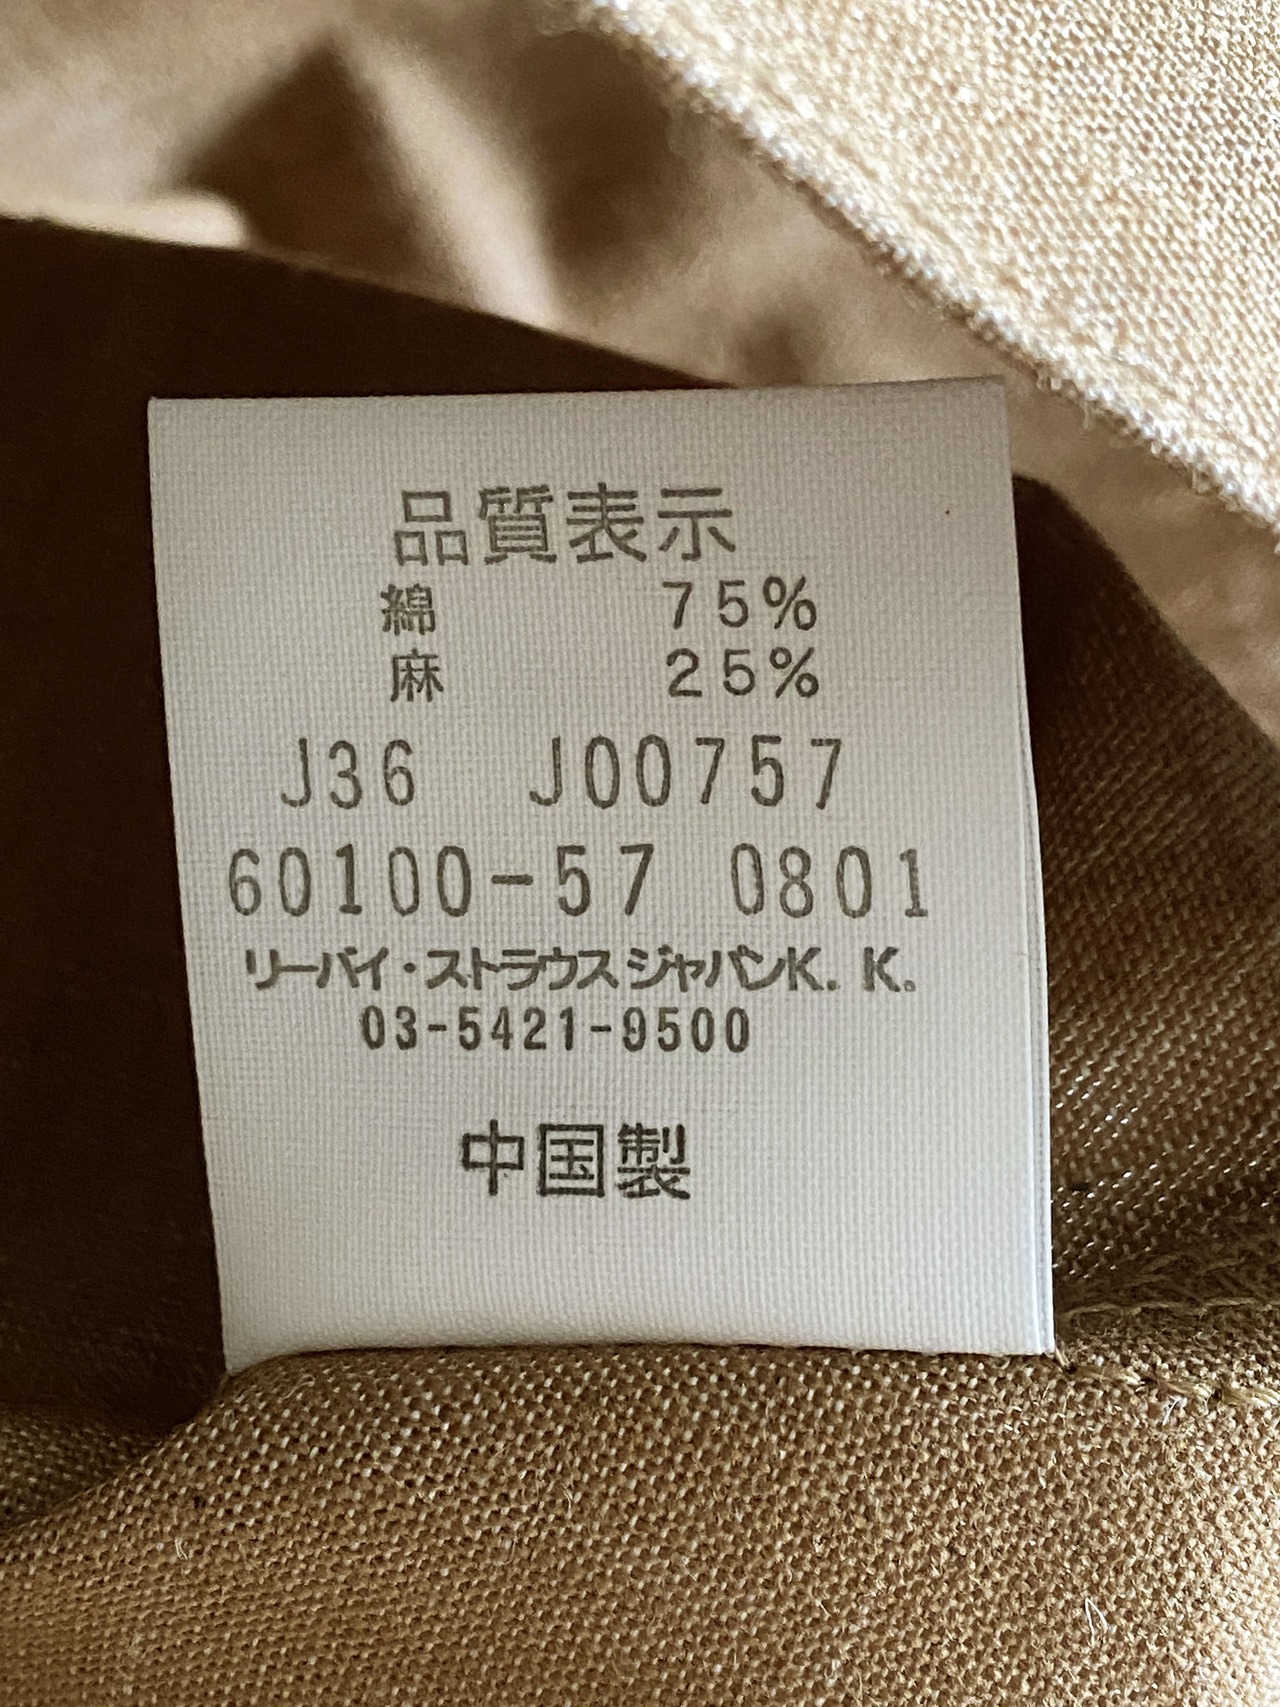 品質表示
綿 75%
麻 25%
J36 J00757
60100-57 0801
リーバイ・ストラウスジャパンK.K.
03-5421-9500
中国製